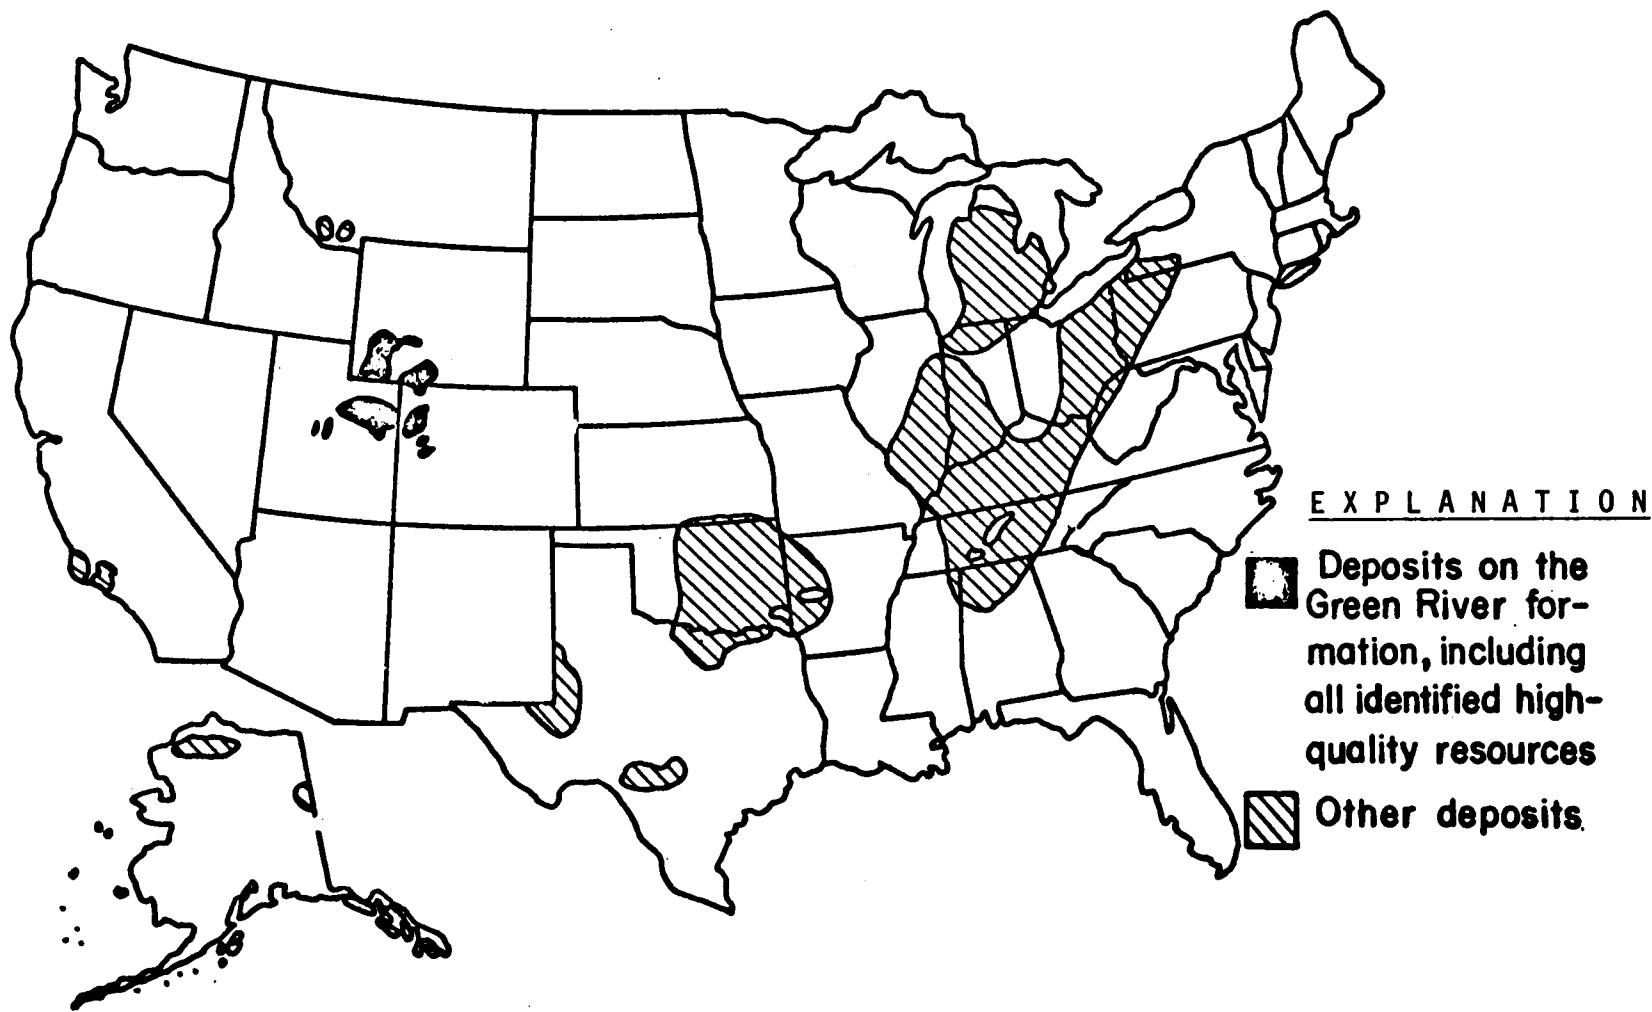 EXPLANATION
Deposits on the
Green River for-
mation, including
all identified high-
quality resources
Other deposits